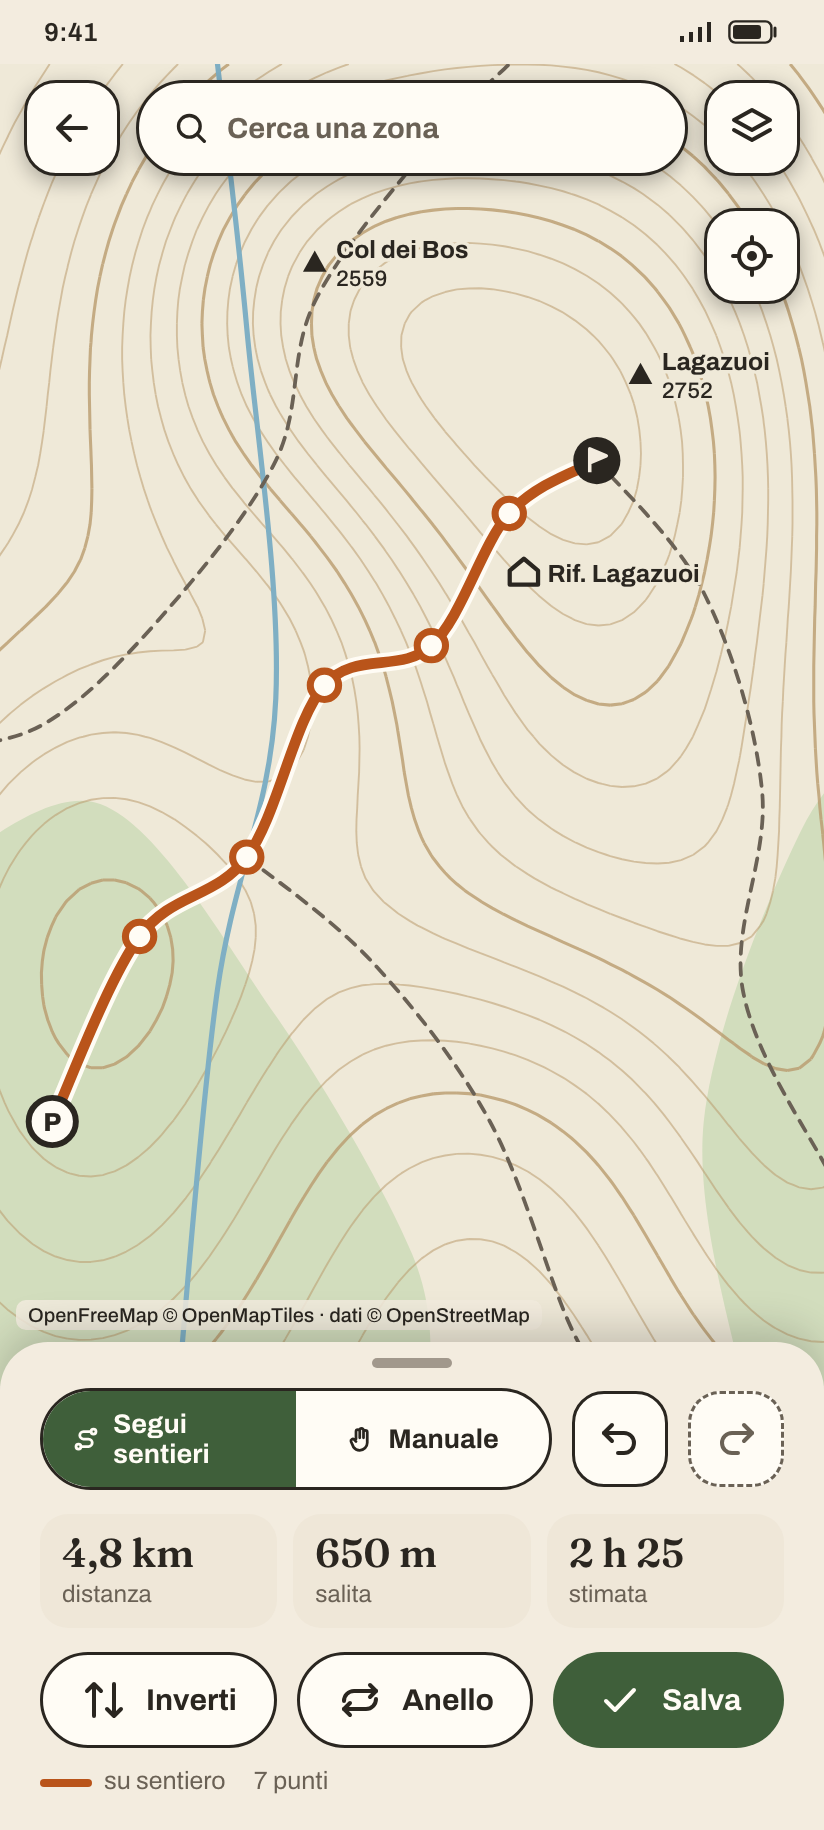 9:41
Cerca una zona
Col dei Bos
2559
Lagazuoi
2752
Rif. Lagazuoi
P
OpenFreeMap © OpenMapTiles · dati © OpenStreetMap
Segui
sentieri
Manuale
4,8 km
distanza
650 m
salita
2 h 25
stimata
Inverti
Anello
Salva
su sentiero 7 punti